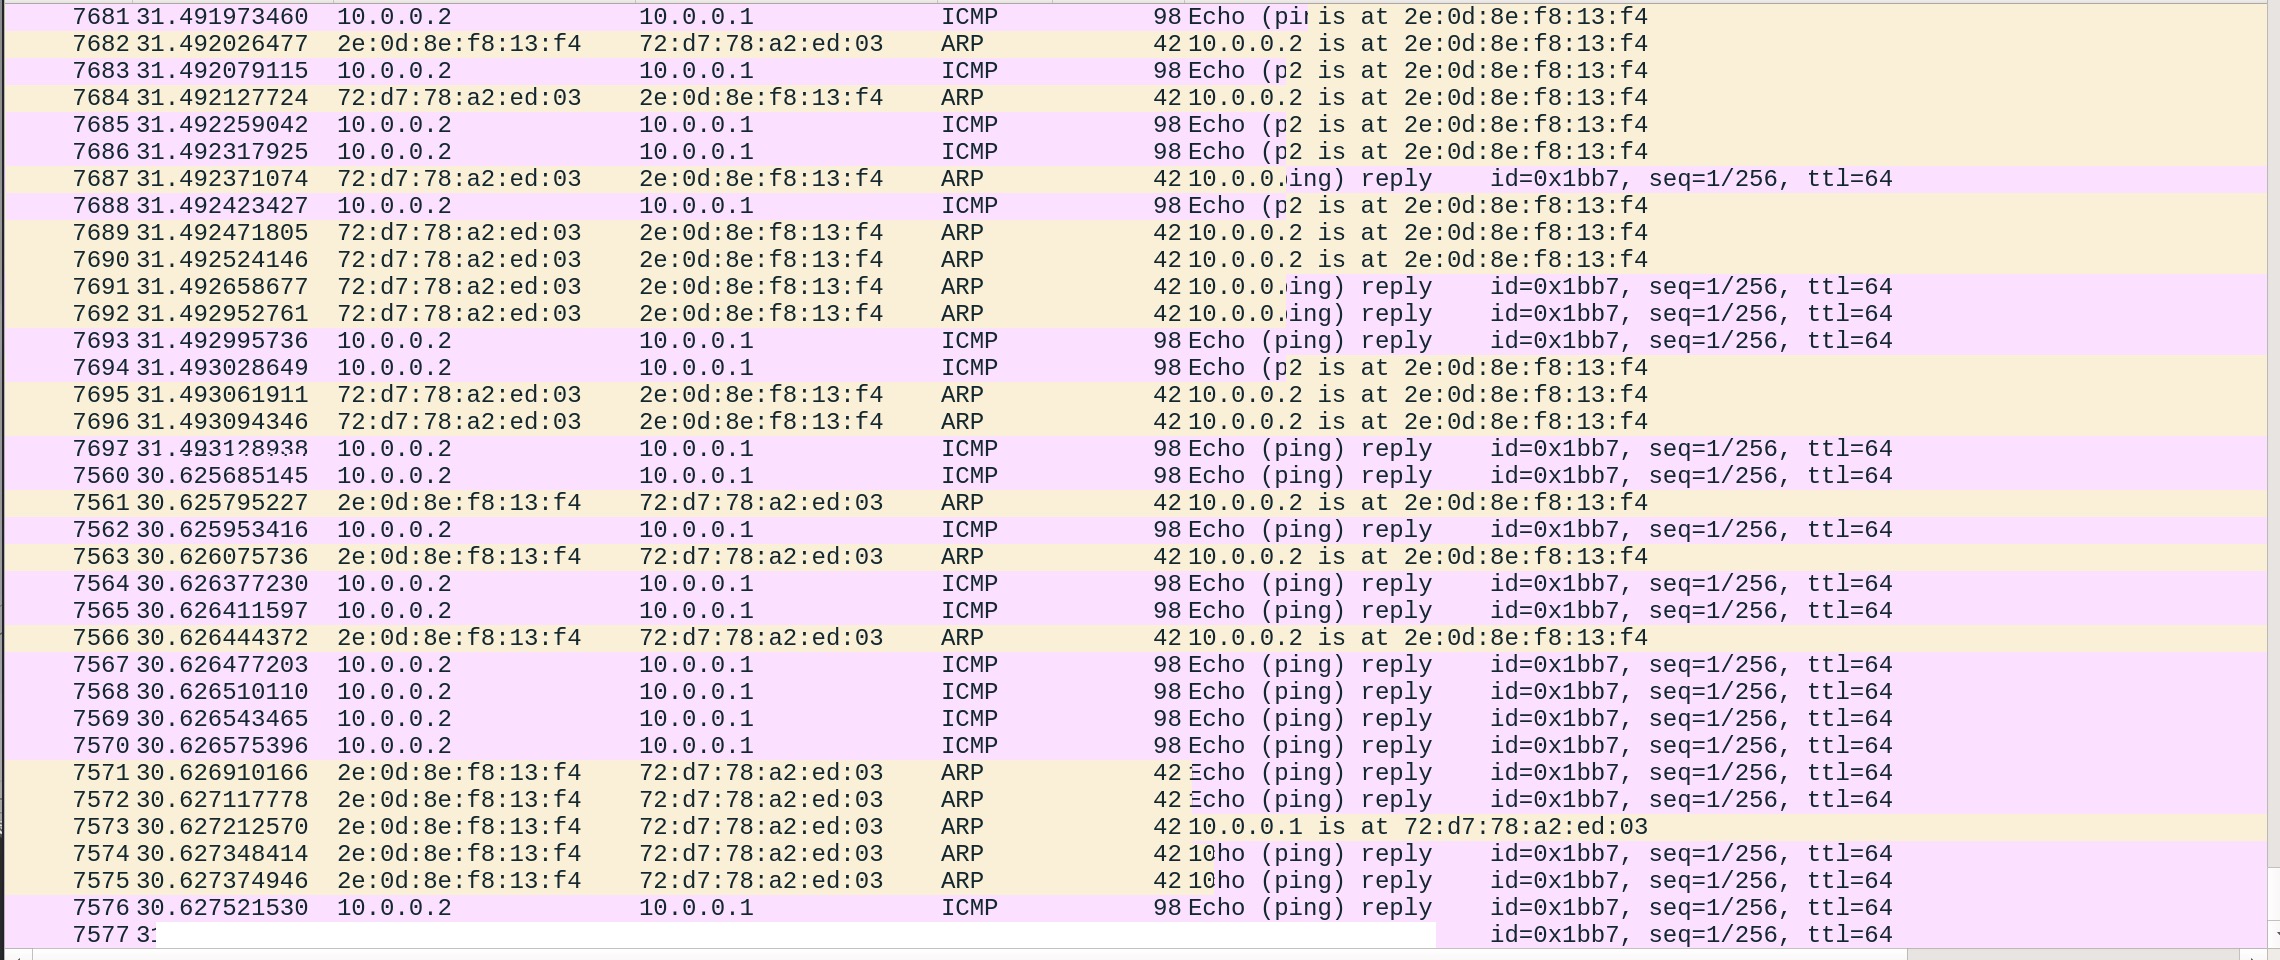 7681 31.491973460 10.0.0.2 10.0.0.1 ICMP 98 Echo (pin is at 2e:0d:8e:f8:13:f4
7682 31.492026477 2e:0d:8e:f8:13:f4 72:d7:78:a2:ed:03 ARP 42 10.0.0.2 is at 2e:0d:8e:f8:13:f4
7683 31.492079115 10.0.0.2 10.0.0.1 ICMP 98 Echo (p2 is at 2e:0d:8e:f8:13:f4
7684 31.492127724 72:d7:78:a2:ed:03 2e:0d:8e:f8:13:f4 ARP 42 10.0.0.2 is at 2e:0d:8e:f8:13:f4
7685 31.492259042 10.0.0.2 10.0.0.1 ICMP 98 Echo (p2 is at 2e:0d:8e:f8:13:f4
7686 31.492317925 10.0.0.2 10.0.0.1 ICMP 98 Echo (p2 is at 2e:0d:8e:f8:13:f4
7687 31.492371074 72:d7:78:a2:ed:03 2e:0d:8e:f8:13:f4 ARP 42 10.0.0.ing) reply id=0x1bb7, seq=1/256, ttl=64
7688 31.492423427 10.0.0.2 10.0.0.1 ICMP 98 Echo (p2 is at 2e:0d:8e:f8:13:f4
7689 31.492471805 72:d7:78:a2:ed:03 2e:0d:8e:f8:13:f4 ARP 42 10.0.0.2 is at 2e:0d:8e:f8:13:f4
7690 31.492524146 72:d7:78:a2:ed:03 2e:0d:8e:f8:13:f4 ARP 42 10.0.0.2 is at 2e:0d:8e:f8:13:f4
7691 31.492658677 72:d7:78:a2:ed:03 2e:0d:8e:f8:13:f4 ARP 42 10.0.0.ing) reply id=0x1bb7, seq=1/256, ttl=64
7692 31.492952761 72:d7:78:a2:ed:03 2e:0d:8e:f8:13:f4 ARP 42 10.0.0.ing) reply id=0x1bb7, seq=1/256, ttl=64
7693 31.492995736 10.0.0.2 10.0.0.1 ICMP 98 Echo (ping) reply id=0x1bb7, seq=1/256, ttl=64
7694 31.493028649 10.0.0.2 10.0.0.1 ICMP 98 Echo (p2 is at 2e:0d:8e:f8:13:f4
7695 31.493061911 72:d7:78:a2:ed:03 2e:0d:8e:f8:13:f4 ARP 42 10.0.0.2 is at 2e:0d:8e:f8:13:f4
7696 31.493094346 72:d7:78:a2:ed:03 2e:0d:8e:f8:13:f4 ARP 42 10.0.0.2 is at 2e:0d:8e:f8:13:f4
7697 31.493128938 10.0.0.2 10.0.0.1 ICMP 98 Echo (ping) reply id=0x1bb7, seq=1/256, ttl=64
7560 30.625685145 10.0.0.2 10.0.0.1 ICMP 98 Echo (ping) reply id=0x1bb7, seq=1/256, ttl=64
7561 30.625795227 2e:0d:8e:f8:13:f4 72:d7:78:a2:ed:03 ARP 42 10.0.0.2 is at 2e:0d:8e:f8:13:f4
7562 30.625953416 10.0.0.2 10.0.0.1 ICMP 98 Echo (ping) reply id=0x1bb7, seq=1/256, ttl=64
7563 30.626075736 2e:0d:8e:f8:13:f4 72:d7:78:a2:ed:03 ARP 42 10.0.0.2 is at 2e:0d:8e:f8:13:f4
7564 30.626377230 10.0.0.2 10.0.0.1 ICMP 98 Echo (ping) reply id=0x1bb7, seq=1/256, ttl=64
7565 30.626411597 10.0.0.2 10.0.0.1 ICMP 98 Echo (ping) reply id=0x1bb7, seq=1/256, ttl=64
7566 30.626444372 2e:0d:8e:f8:13:f4 72:d7:78:a2:ed:03 ARP 42 10.0.0.2 is at 2e:0d:8e:f8:13:f4
7567 30.626477203 10.0.0.2 10.0.0.1 ICMP 98 Echo (ping) reply id=0x1bb7, seq=1/256, ttl=64
7568 30.626510110 10.0.0.2 10.0.0.1 ICMP 98 Echo (ping) reply id=0x1bb7, seq=1/256, ttl=64
7569 30.626543465 10.0.0.2 10.0.0.1 ICMP 98 Echo (ping) reply id=0x1bb7, seq=1/256, ttl=64
7570 30.626575396 10.0.0.2 10.0.0.1 ICMP 98 Echo (ping) reply id=0x1bb7, seq=1/256, ttl=64
7571 30.626910166 2e:0d:8e:f8:13:f4 72:d7:78:a2:ed:03 ARP 42 Echo (ping) reply id=0x1bb7, seq=1/256, ttl=64
7572 30.627117778 2e:0d:8e:f8:13:f4 72:d7:78:a2:ed:03 ARP 42 Echo (ping) reply id=0x1bb7, seq=1/256, ttl=64
7573 30.627212570 2e:0d:8e:f8:13:f4 72:d7:78:a2:ed:03 ARP 42 10.0.0.1 is at 72:d7:78:a2:ed:03
7574 30.627348414 2e:0d:8e:f8:13:f4 72:d7:78:a2:ed:03 ARP 42 10ho (ping) reply id=0x1bb7, seq=1/256, ttl=64
7575 30.627374946 2e:0d:8e:f8:13:f4 72:d7:78:a2:ed:03 ARP 42 10ho (ping) reply id=0x1bb7, seq=1/256, ttl=64
7576 30.627521530 10.0.0.2 10.0.0.1 ICMP 98 Echo (ping) reply id=0x1bb7, seq=1/256, ttl=64
7577 31 id=0x1bb7, seq=1/256, ttl=64